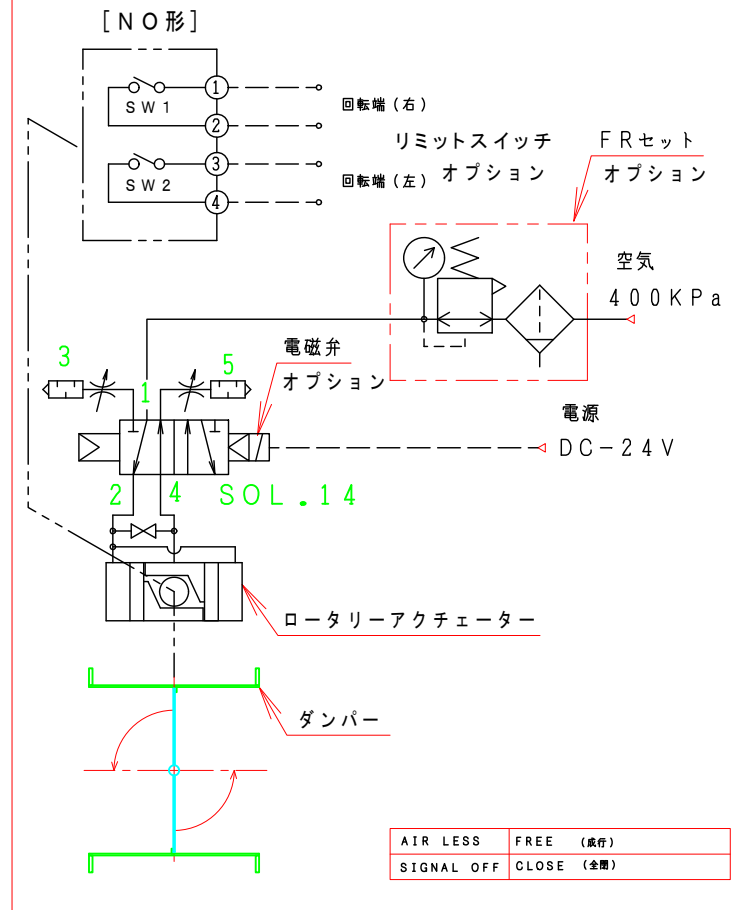 [NO形]
SW1
1
2
回転端(右)
SW2
3
4
回転端(左)
リミットスイッチ
オプション
FRセット
オプション
空気
400KPa
電磁弁
オプション
3
1
5
電源
DC-24V
2
4
SOL.14
ロータリーアクチェーター
ダンパー
AIR LESS FREE (成行)
SIGNAL OFF CLOSE (全閉)